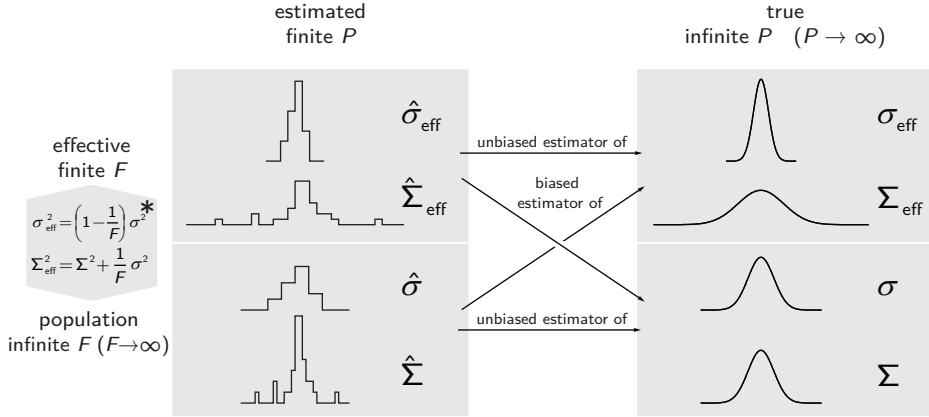 estimated
finite P
true
infinite P (P → ∞)
effective
finite F
σ²eff = (1 − 1/F) σ²*
Σ²eff = Σ² + 1/F σ²
population
infinite F (F→∞)
σ̂eff
Σ̂eff
σ̂
Σ̂
unbiased estimator of
biased
estimator of
unbiased estimator of
σeff
Σeff
σ
Σ